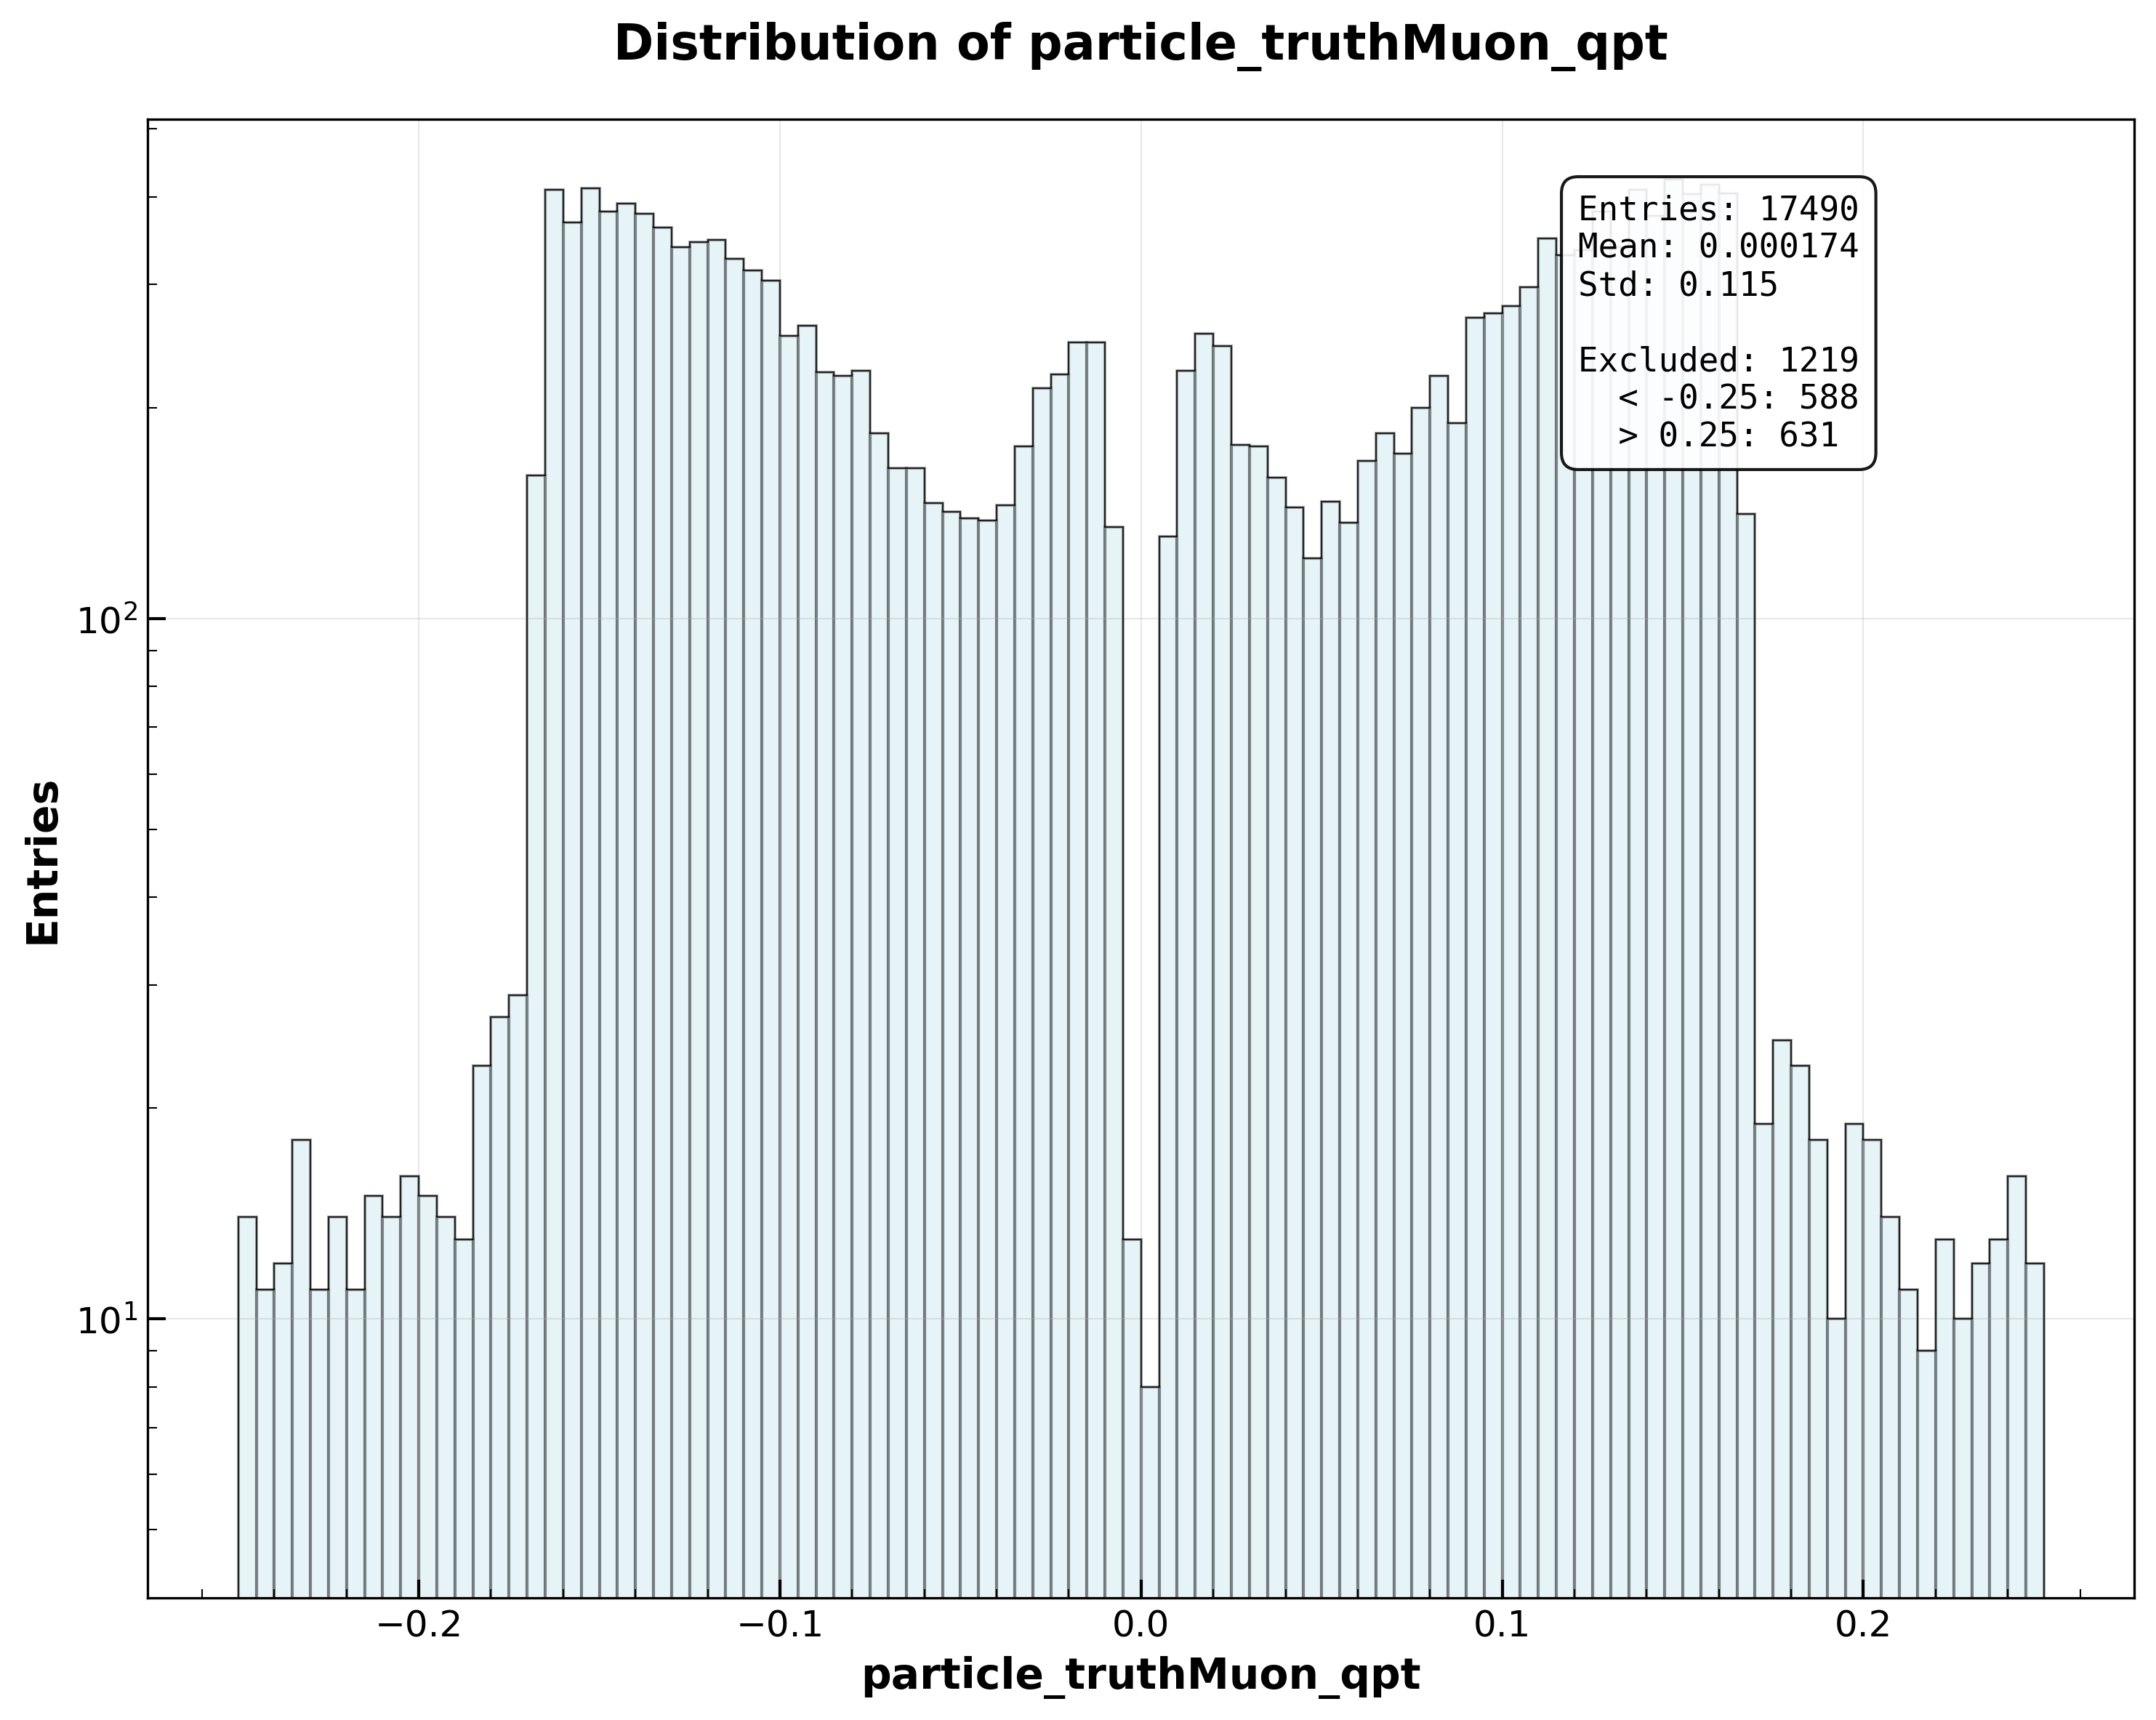 Distribution of particle_truthMuon_qpt
Entries: 17490
Mean: 0.000174
Std: 0.115
Excluded: 1219
< -0.25: 588
> 0.25: 631
Entries
10²
10¹
−0.2
−0.1
0.0
0.1
0.2
particle_truthMuon_qpt